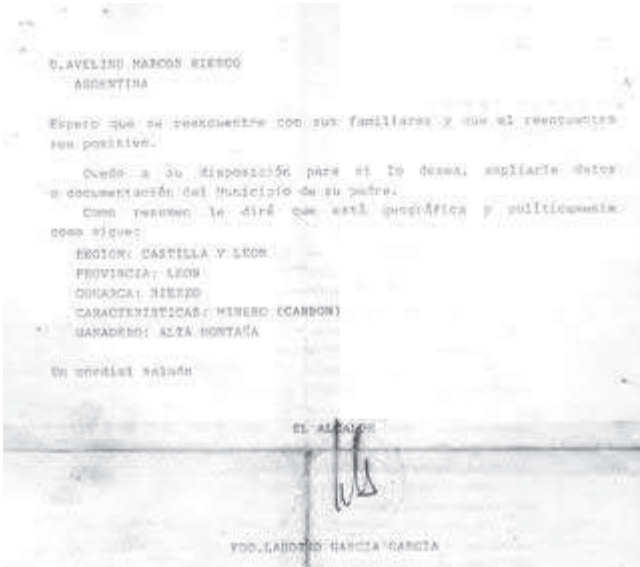 D.AVELINO MARCOS RIESCO
ARGENTINA
Espero que se reencuentre con sus familiares y que el reencuentro
sea positivo.
Quedo a su disposición para si lo desea, ampliarle datos
o documentación del Municipio de su padre.
Como resumen le diré que está geográfica y políticamente
como sigue:
REGION: CASTILLA Y LEON
PROVINCIA: LEON
COMARCA: BIERZO
CARACTERISTICAS: MINERO (CARBON)
GANADERO: ALTA MONTAÑA
Un cordial saludo
EL ALCALDE
FDO. GARCIA GARCIA